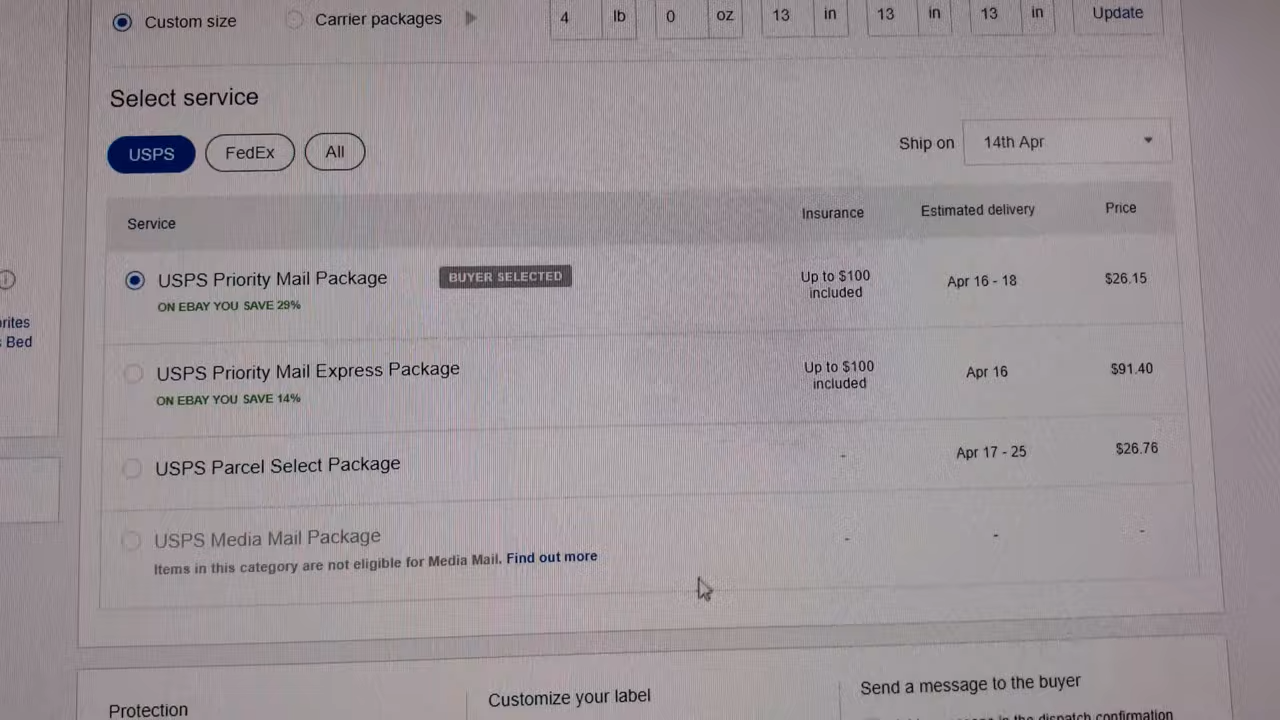 Custom size Carrier packages 4 lb 0 oz 13 in 13 in 13 in Update
Select service
USPS FedEx All
Ship on 14th Apr
Service Insurance Estimated delivery Price
USPS Priority Mail Package BUYER SELECTED Up to $100 included Apr 16 - 18 $26.15
ON EBAY YOU SAVE 29%
rites
Bed
USPS Priority Mail Express Package Up to $100 included Apr 16 $91.40
ON EBAY YOU SAVE 14%
USPS Parcel Select Package - Apr 17 - 25 $26.76
USPS Media Mail Package - - -
Items in this category are not eligible for Media Mail. Find out more
Protection Customize your label Send a message to the buyer
in the dispatch confirmation